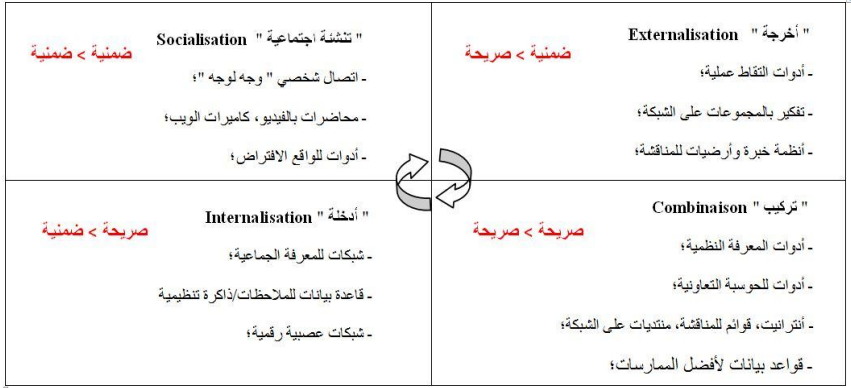 " أخرجة " Externalisation
ضمنية > صريحة
- أدوات التقاط عملية؛
- تفكير بالمجموعات على الشبكة؛
- أنظمة خبرة وأرضيات للمناقشة؛
" تنشئة اجتماعية " Socialisation
ضمنية > ضمنية
- اتصال شخصي " وجه لوجه "؛
- محاضرات بالفيديو، كاميرات الويب؛
- أدوات للواقع الافتراض؛
" تركيب " Combinaison
صريحة > صريحة
- أدوات المعرفة النظمية؛
- أدوات للحوسبة التعاونية؛
- أنترانيت، قوائم للمناقشة، منتديات على الشبكة؛
- قواعد بيانات لأفضل الممارسات؛
" أدخلة " Internalisation
صريحة > ضمنية
- شبكات للمعرفة الجماعية؛
- قاعدة بيانات للملاحظات/ذاكرة تنظيمية
- شبكات عصبية رقمية؛